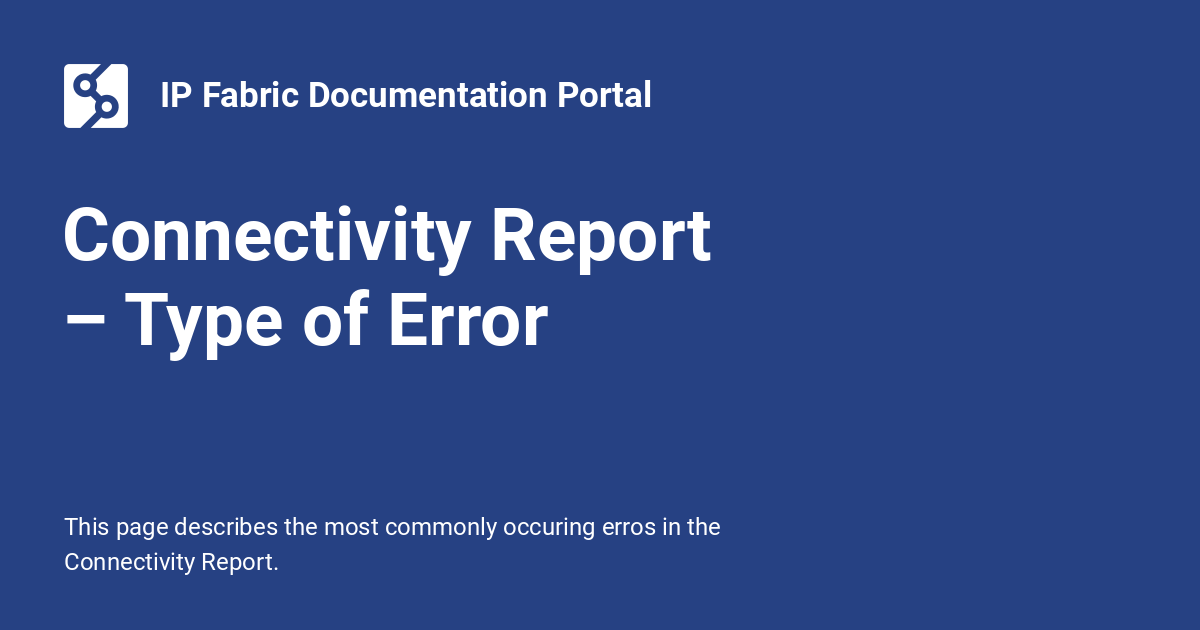 IP Fabric Documentation Portal
Connectivity Report
– Type of Error
This page describes the most commonly occuring erros in the
Connectivity Report.